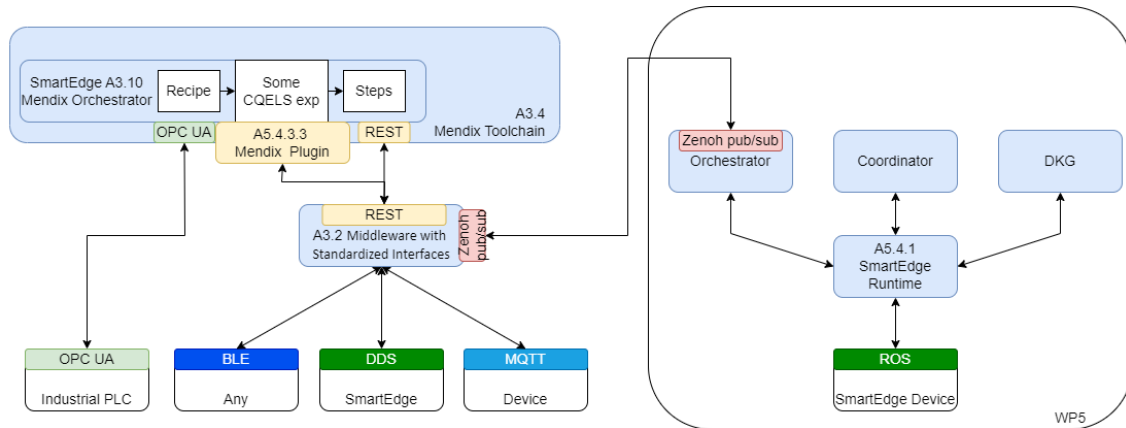 SmartEdge A3.10
Mendix Orchestrator
Recipe
Some
CQELS exp
Steps
A3.4
Mendix Toolchain
OPC UA
A5.4.3.3
Mendix Plugin
REST
REST
A3.2 Middleware with
Standardized Interfaces
Zenoh
pub/sub
OPC UA
Industrial PLC
BLE
Any
DDS
SmartEdge
MQTT
Device
Zenoh pub/sub
Orchestrator
Coordinator
DKG
A5.4.1
SmartEdge
Runtime
ROS
SmartEdge Device
WP5